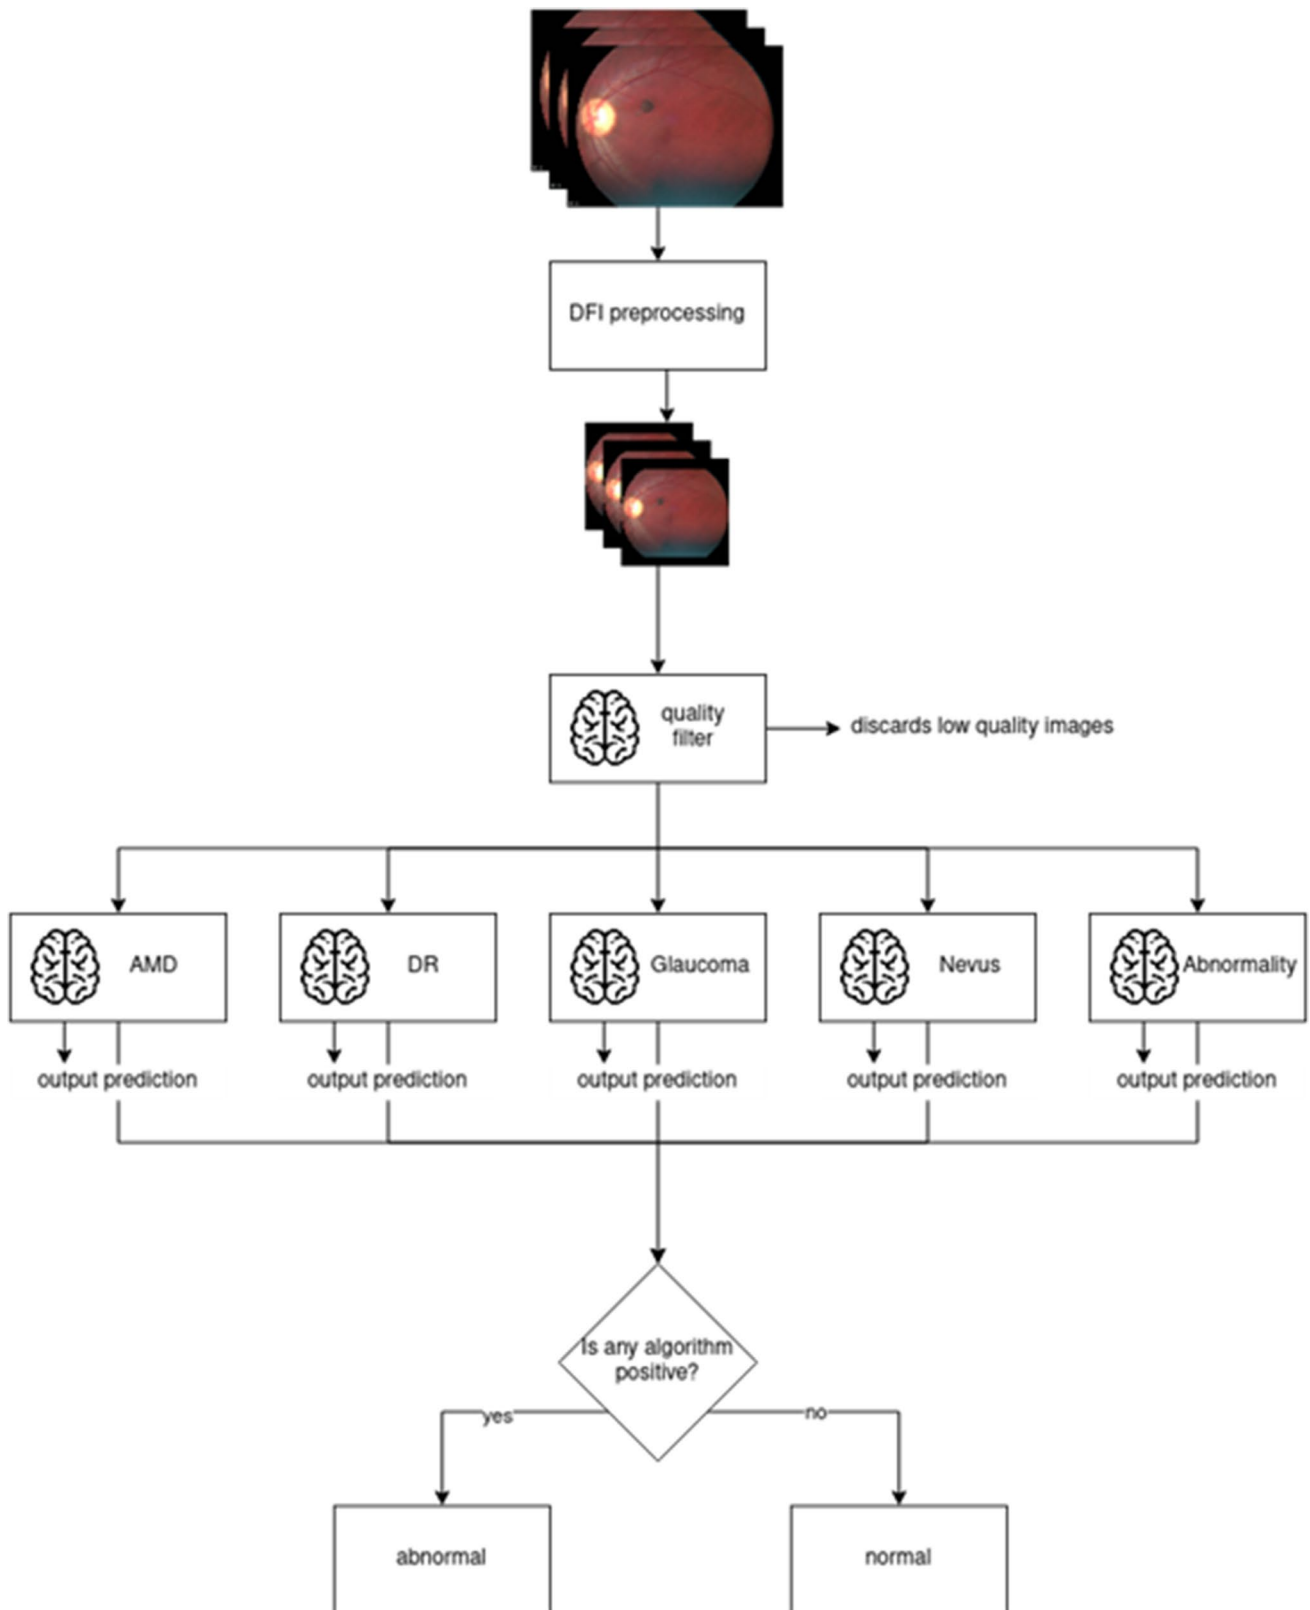 DFI preprocessing
quality
filter
discards low quality images
AMD
DR
Glaucoma
Nevus
Abnormality
output prediction
output prediction
output prediction
output prediction
output prediction
Is any algorithm
positive?
yes
no
abnormal
normal